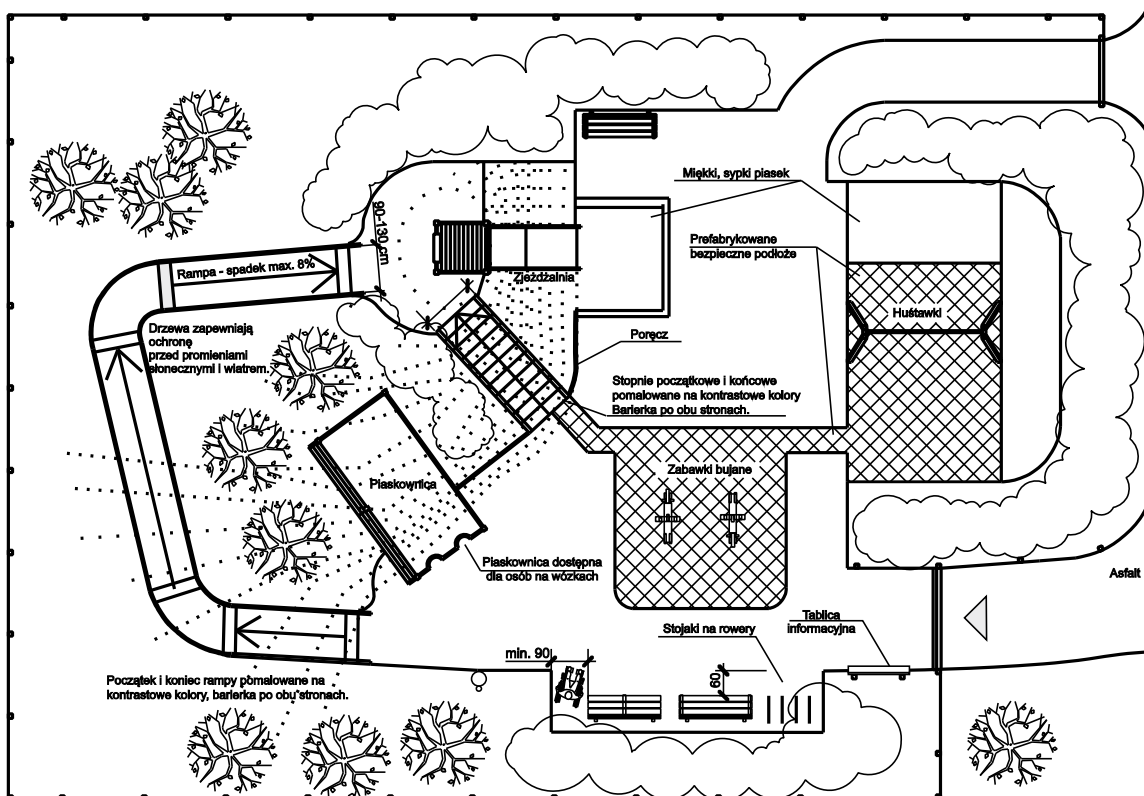 Miękki, sypki piasek
90-130 cm
Prefabrykowane
bezpieczne podłoże
Rampa - spadek max. 8%
Zjeżdżalnia
Huśtawki
Drzewa zapewniają
ochronę
przed promieniami
słonecznymi i wiatrem.
Poręcz
Stopnie początkowe i końcowe
pomalowane na kontrastowe kolory
Barierka po obu stronach.
Zabawki bujane
Piaskownica
Piaskownica dostępna
dla osób na wózkach
Asfalt
Tablica
informacyjna
Stojaki na rowery
min. 90
60
Początek i koniec rampy pomalowane na
kontrastowe kolory, barierka po obu stronach.